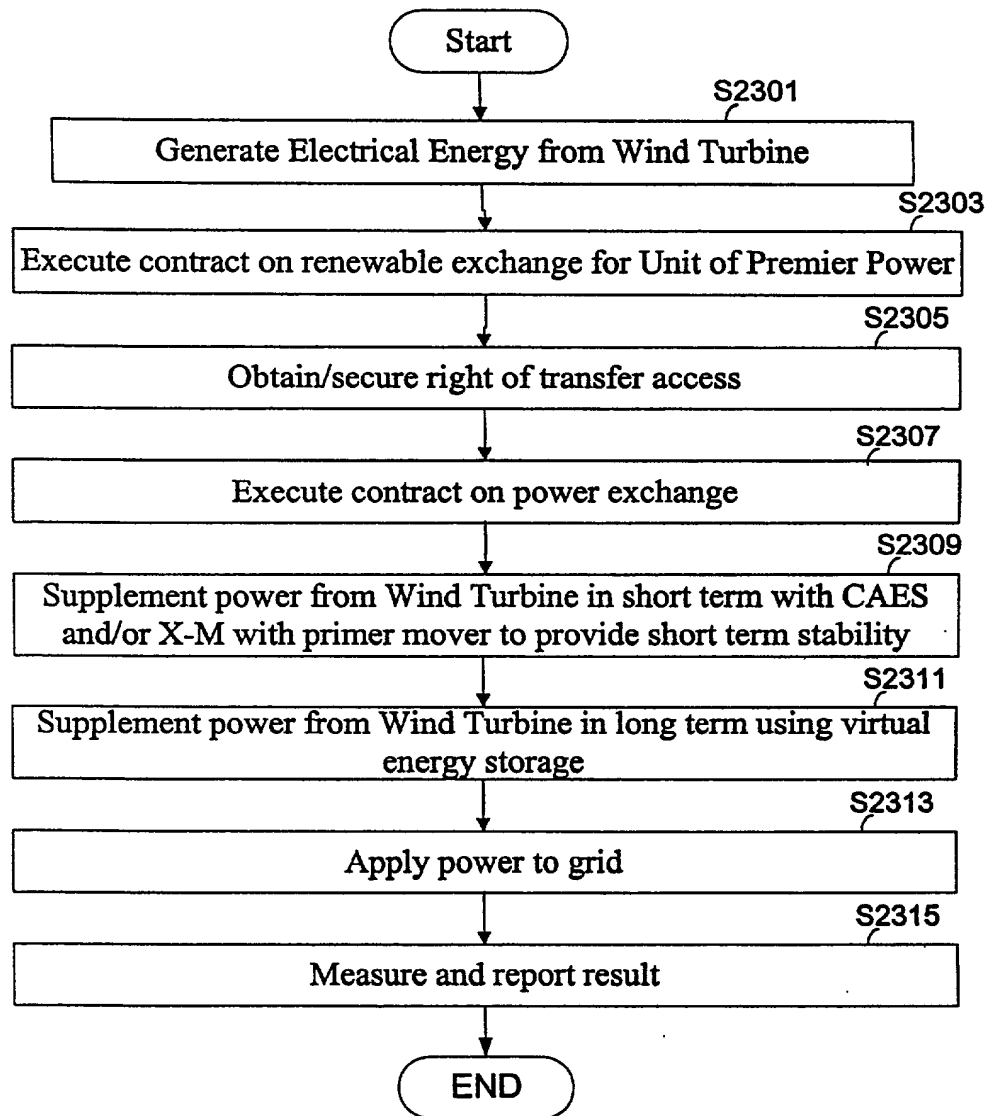 Start
S2301
Generate Electrical Energy from Wind Turbine
S2303
Execute contract on renewable exchange for Unit of Premier Power
S2305
Obtain/secure right of transfer access
S2307
Execute contract on power exchange
S2309
Supplement power from Wind Turbine in short term with CAES
and/or X-M with primer mover to provide short term stability
S2311
Supplement power from Wind Turbine in long term using virtual
energy storage
S2313
Apply power to grid
S2315
Measure and report result
END